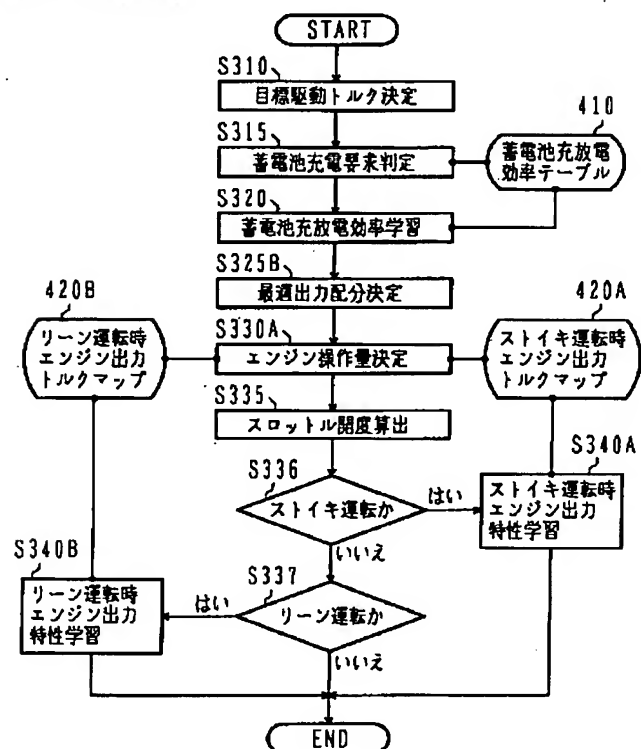 START
S310
目標駆動トルク決定
S315
蓄電池充電要求判定
410
蓄電池充放電
効率テーブル
S320
蓄電池充放電効率学習
S325B
最適出力配分決定
420B
リーン運転時
エンジン出力
トルクマップ
S330A
エンジン操作量決定
420A
ストイキ運転時
エンジン出力
トルクマップ
S335
スロットル開度算出
S336
ストイキ運転か
はい
いいえ
S340A
ストイキ運転時
エンジン出力
特性学習
S340B
リーン運転時
エンジン出力
特性学習
S337
リーン運転か
はい
いいえ
END